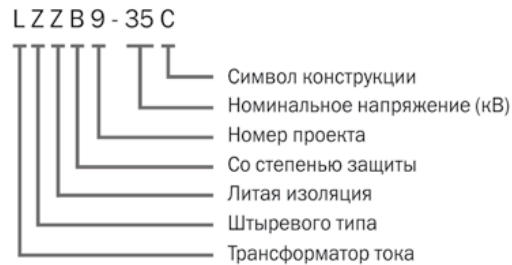 LZZB9-35C
Символ конструкции
Номинальное напряжение (кВ)
Номер проекта
Со степенью защиты
Литая изоляция
Штыревого типа
Трансформатор тока